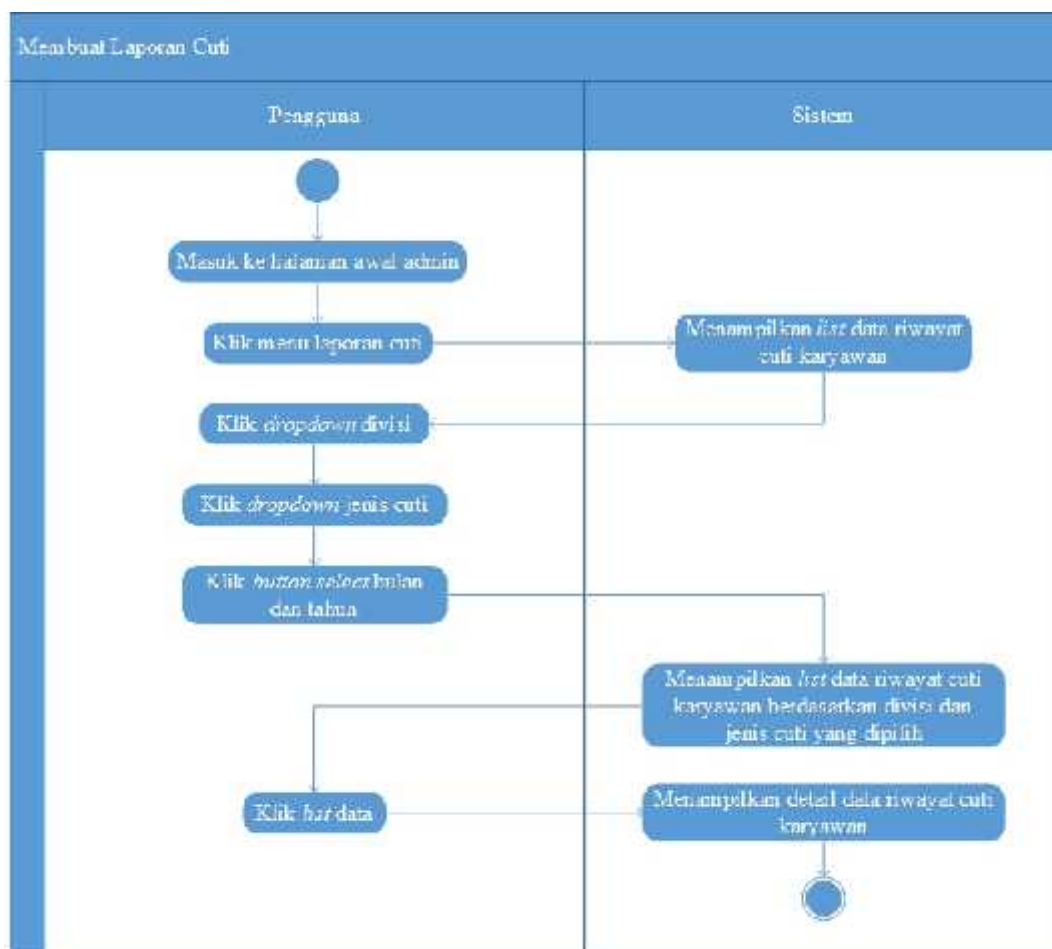 Membuat Laporan Cuti
Pengguna
Sistem
Masuk ke halaman awal admin
Klik menu laporan cuti
Menampilkan list data riwayat
cuti karyawan
Klik dropdown divisi
Klik dropdown jenis cuti
Klik button select bulan
dan tahun
Menampilkan list data riwayat cuti
karyawan berdasarkan divisi dan
jenis cuti yang dipilih
Klik list data
Menampilkan detail data riwayat cuti
karyawan